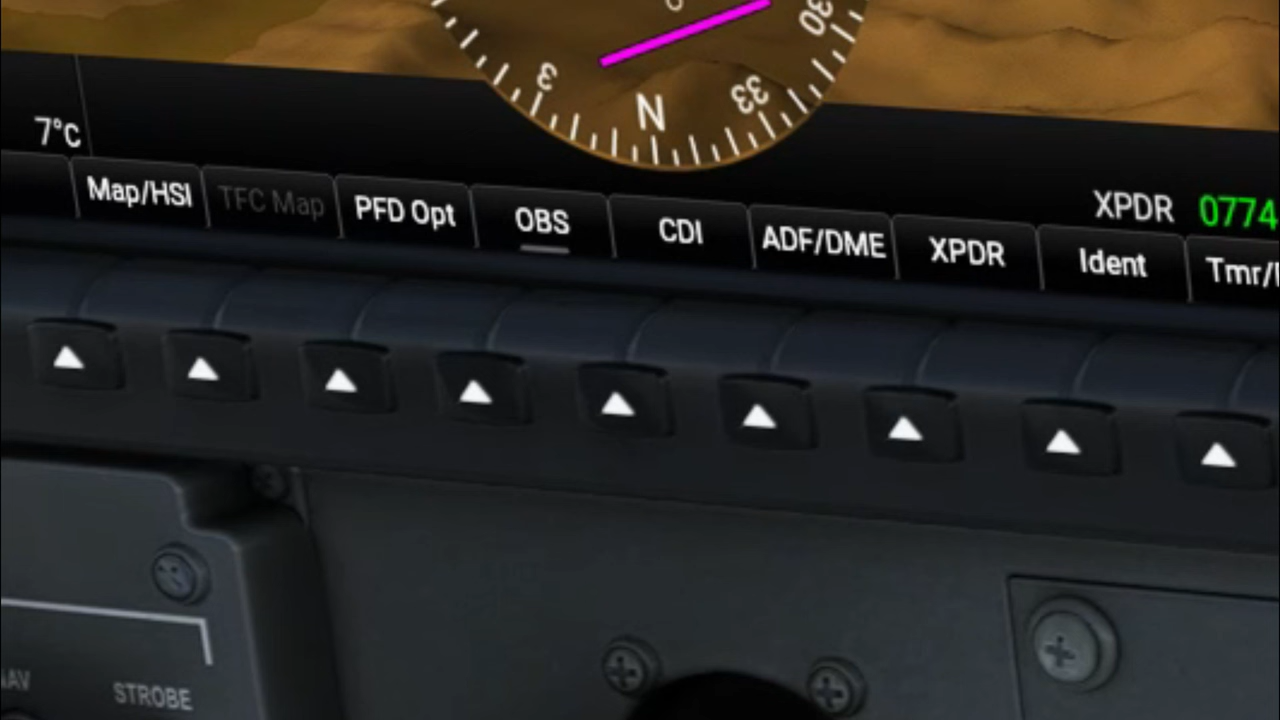 30
3
33
N
7°C
XPDR 0774
Map/HSI
TFC Map
PFD Opt
OBS
CDI
ADF/DME
XPDR
Ident
STROBE